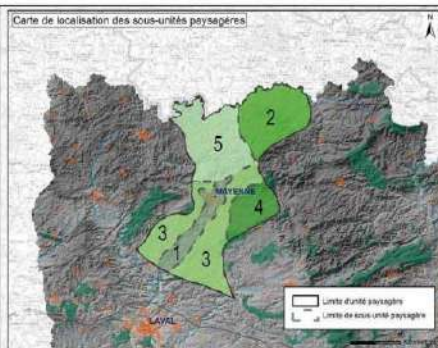 Carte de localisation des sous-unités paysagères
N
2
5
MAYENNE
4
3
1
3
LAVAL
Limite d'unité paysagère
Limite de sous-unité paysagère